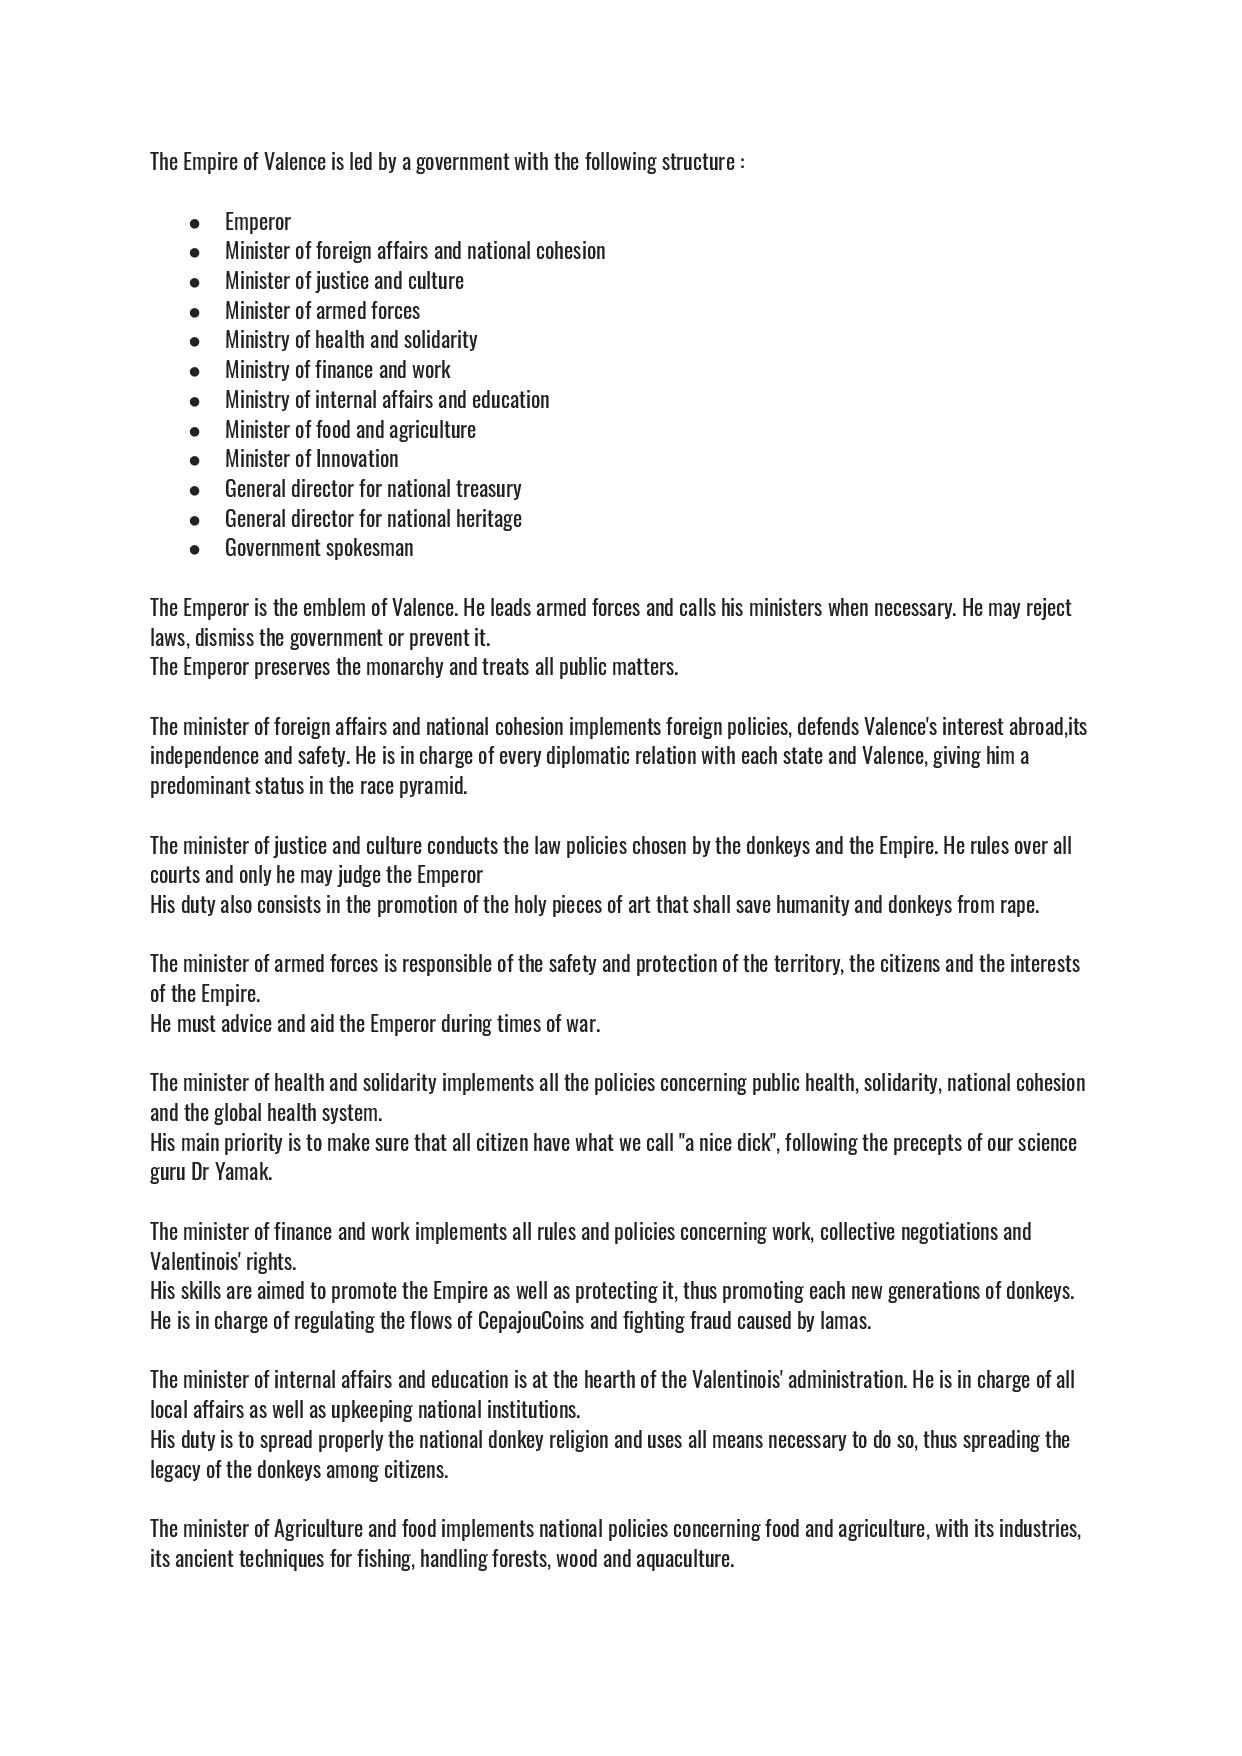 The Empire of Valence is led by a government with the following structure :
● Emperor
● Minister of foreign affairs and national cohesion
● Minister of justice and culture
● Minister of armed forces
● Ministry of health and solidarity
● Ministry of finance and work
● Ministry of internal affairs and education
● Minister of food and agriculture
● Minister of Innovation
● General director for national treasury
● General director for national heritage
● Government spokesman
The Emperor is the emblem of Valence. He leads armed forces and calls his ministers when necessary. He may reject
laws, dismiss the government or prevent it.
The Emperor preserves the monarchy and treats all public matters.
The minister of foreign affairs and national cohesion implements foreign policies, defends Valence's interest abroad,its
independence and safety. He is in charge of every diplomatic relation with each state and Valence, giving him a
predominant status in the race pyramid.
The minister of justice and culture conducts the law policies chosen by the donkeys and the Empire. He rules over all
courts and only he may judge the Emperor
His duty also consists in the promotion of the holy pieces of art that shall save humanity and donkeys from rape.
The minister of armed forces is responsible of the safety and protection of the territory, the citizens and the interests
of the Empire.
He must advice and aid the Emperor during times of war.
The minister of health and solidarity implements all the policies concerning public health, solidarity, national cohesion
and the global health system.
His main priority is to make sure that all citizen have what we call "a nice dick", following the precepts of our science
guru Dr Yamak.
The minister of finance and work implements all rules and policies concerning work, collective negotiations and
Valentinois' rights.
His skills are aimed to promote the Empire as well as protecting it, thus promoting each new generations of donkeys.
He is in charge of regulating the flows of CepajouCoins and fighting fraud caused by lamas.
The minister of internal affairs and education is at the hearth of the Valentinois' administration. He is in charge of all
local affairs as well as upkeeping national institutions.
His duty is to spread properly the national donkey religion and uses all means necessary to do so, thus spreading the
legacy of the donkeys among citizens.
The minister of Agriculture and food implements national policies concerning food and agriculture, with its industries,
its ancient techniques for fishing, handling forests, wood and aquaculture.